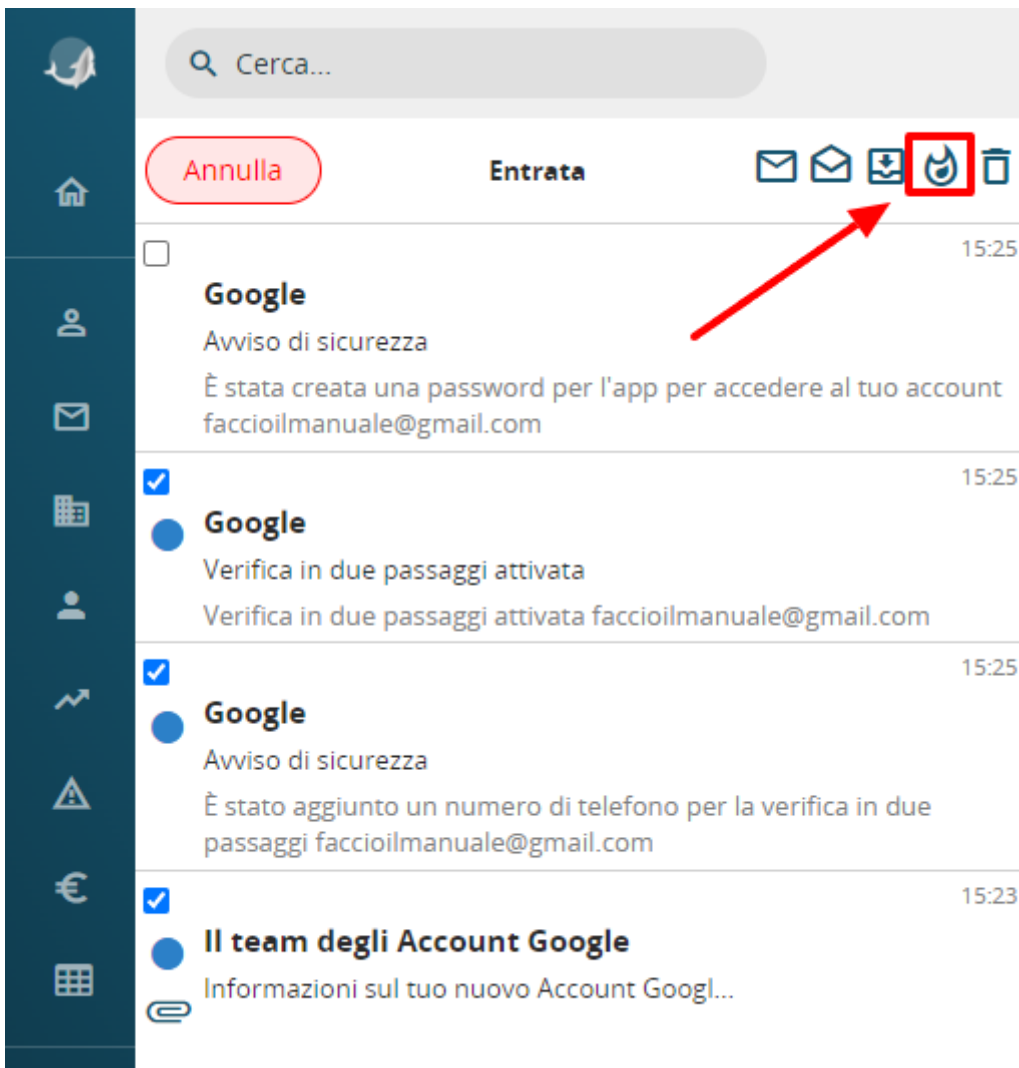 Cerca...
Annulla
Entrata
15:25
Google
Avviso di sicurezza
È stata creata una password per l'app per accedere al tuo account
faccioilmanuale@gmail.com
15:25
Google
Verifica in due passaggi attivata
Verifica in due passaggi attivata faccioilmanuale@gmail.com
15:25
Google
Avviso di sicurezza
È stato aggiunto un numero di telefono per la verifica in due
passaggi faccioilmanuale@gmail.com
15:23
Il team degli Account Google
Informazioni sul tuo nuovo Account Googl...